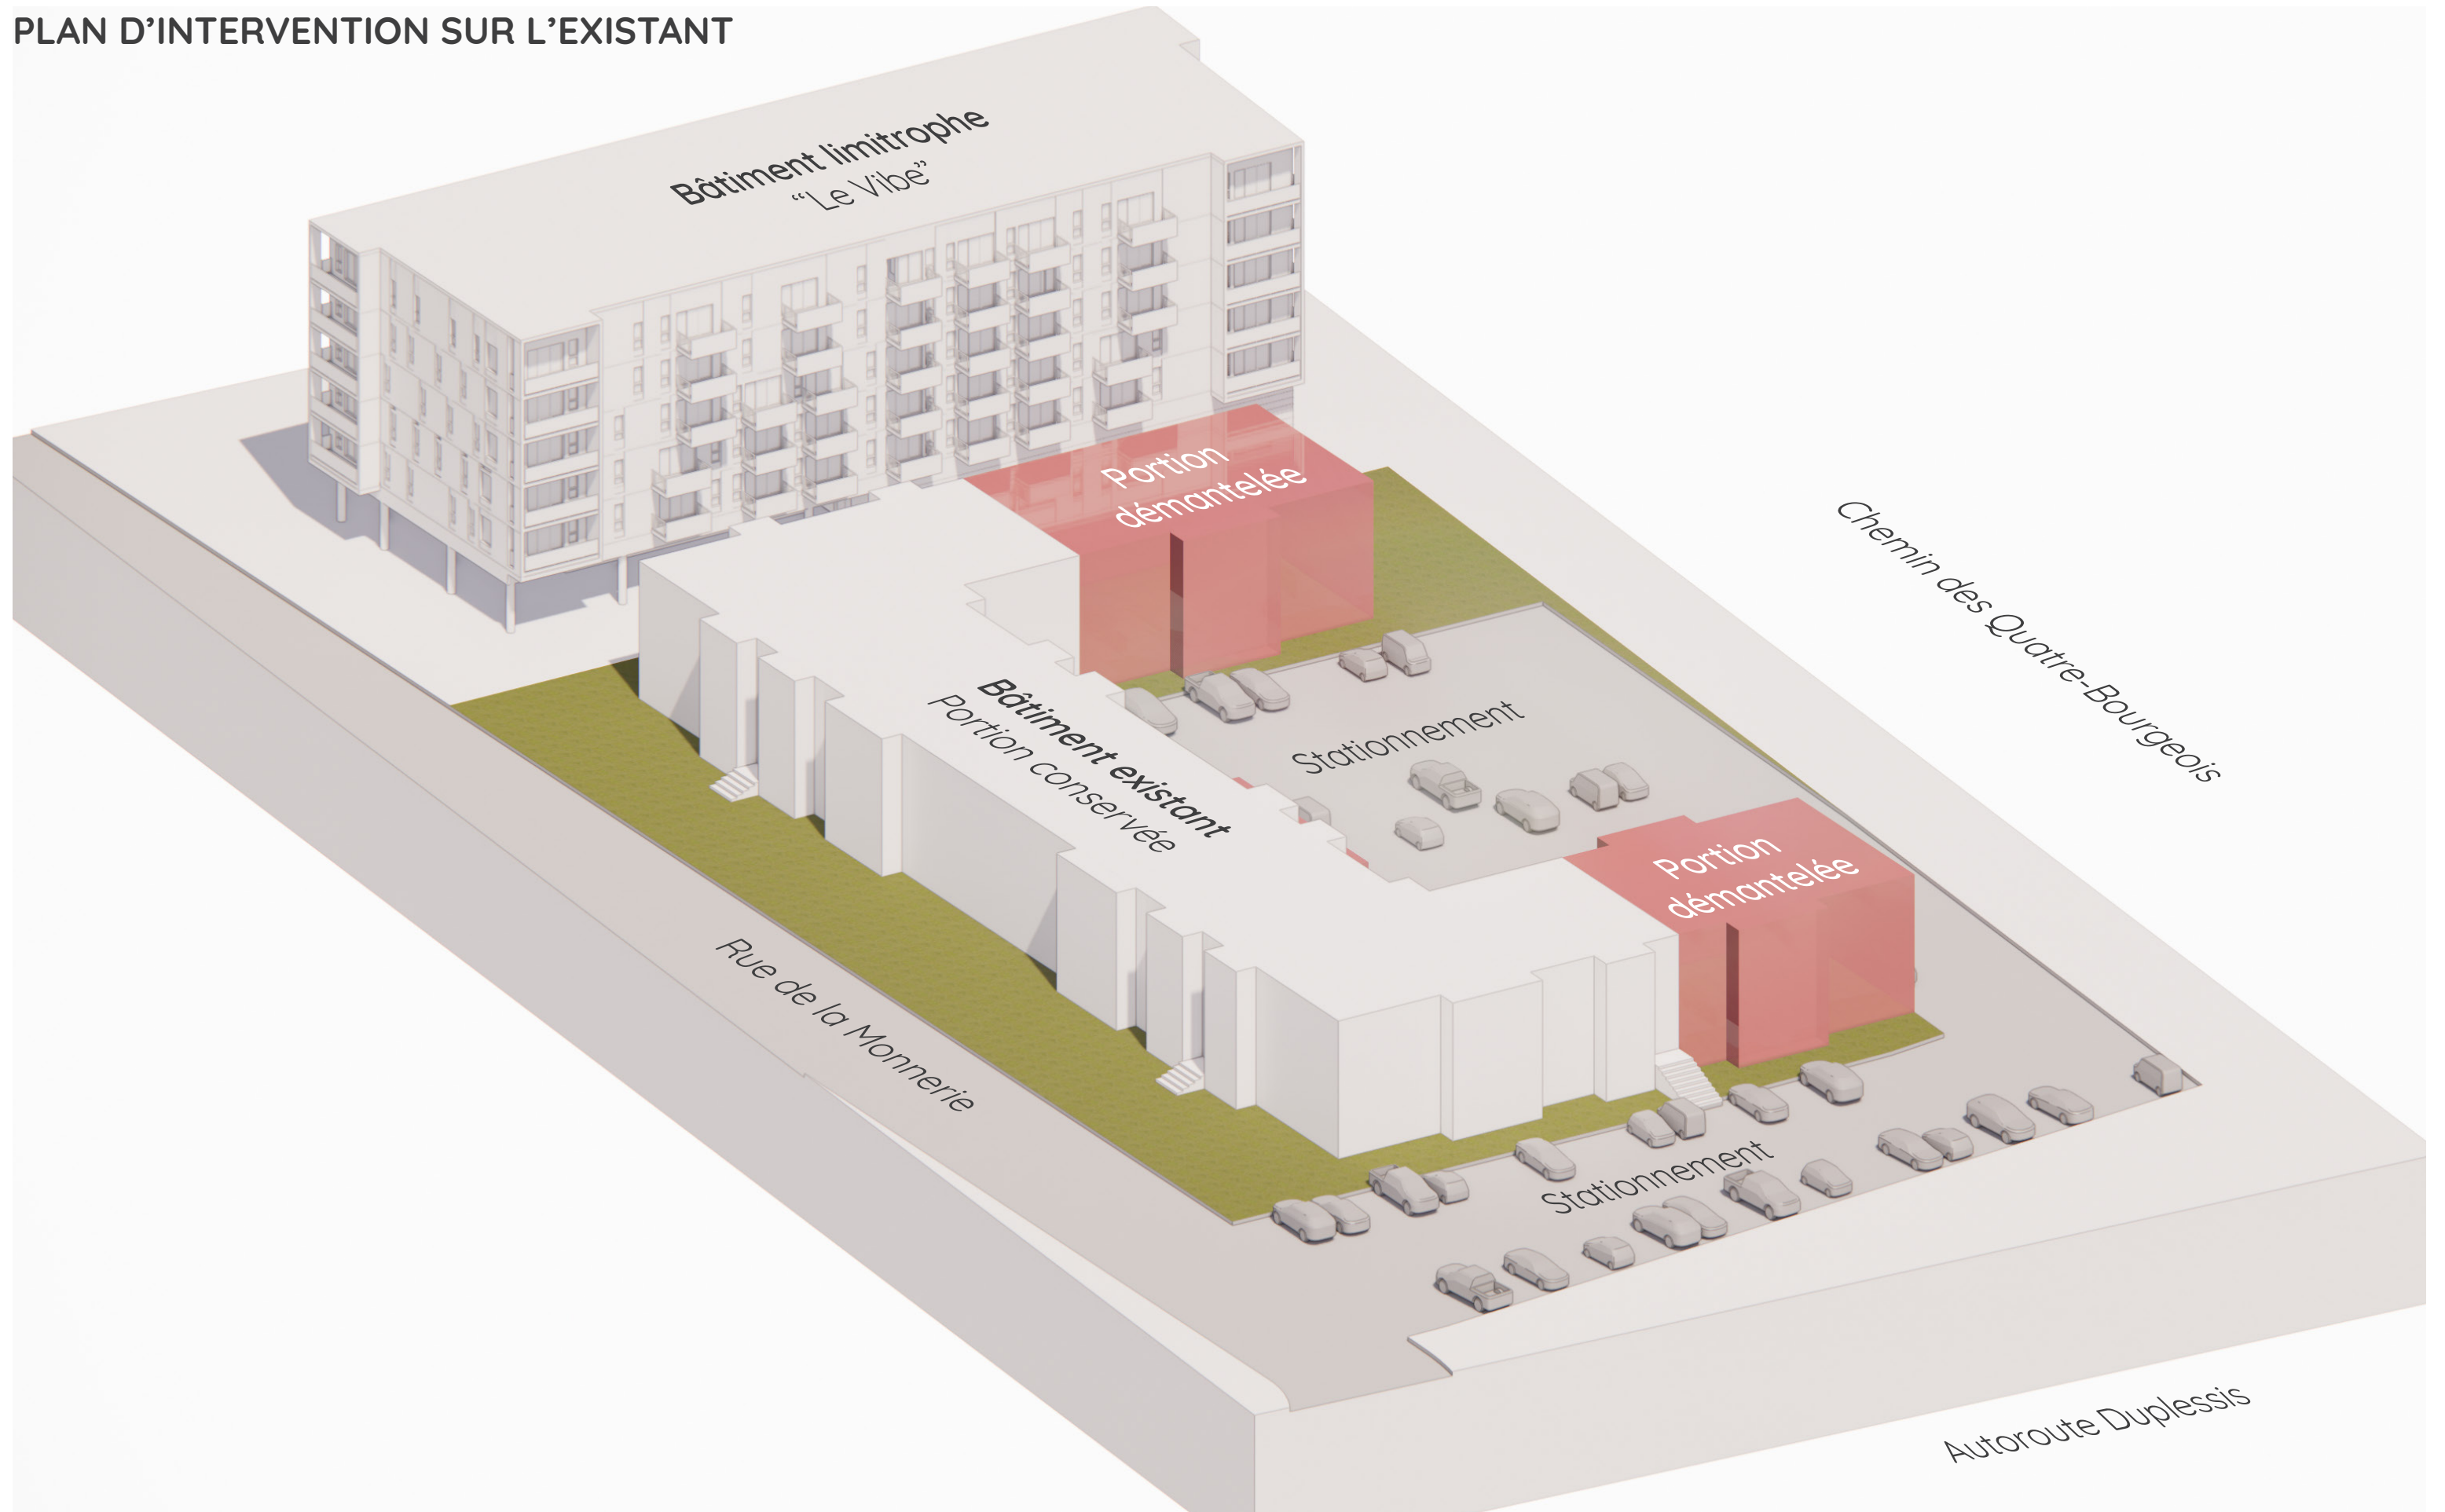 PLAN D’INTERVENTION SUR L’EXISTANT
Bâtiment limitrophe
“Le Vibe”
Portion
démantelée
Chemin des Quatre-Bourgeois
Stationnement
Bâtiment existant
Portion conservée
Portion
démantelée
Rue de la Monnerie
Stationnement
Autoroute Duplessis